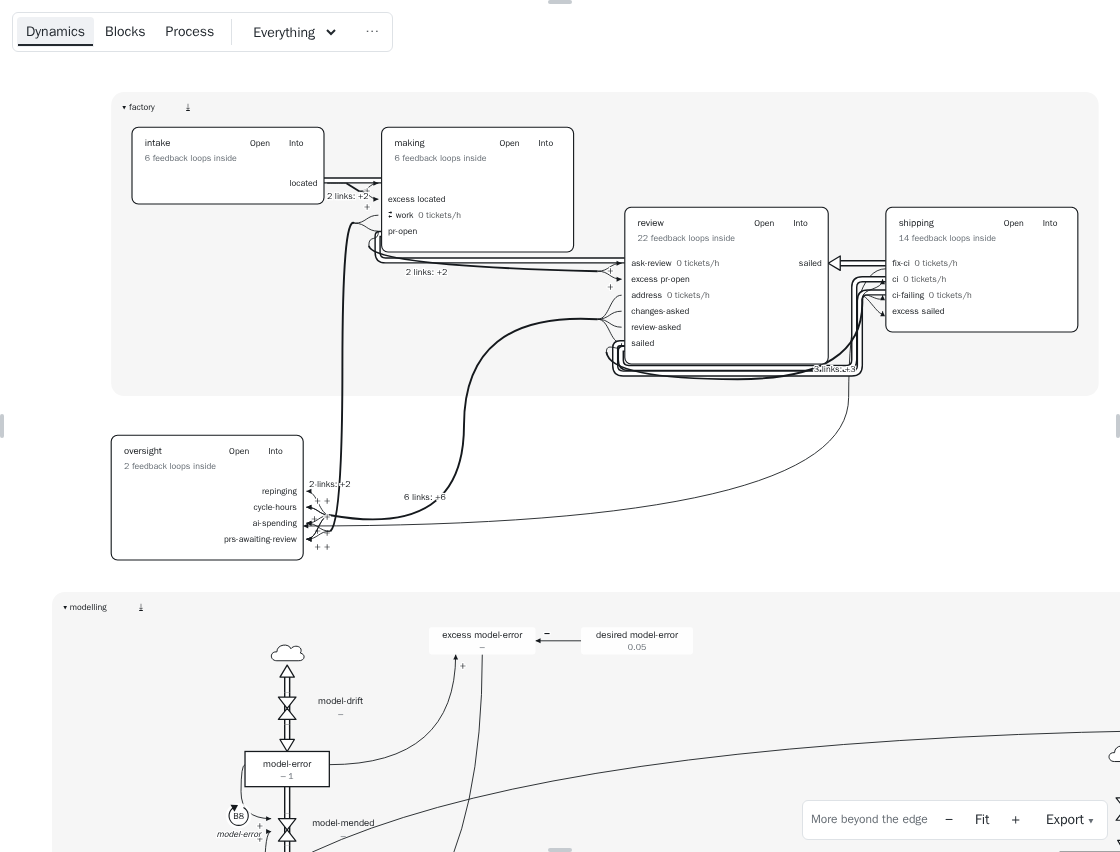 Dynamics Blocks Process Everything ...
▾ factory
intake Open Into
6 feedback loops inside
located
making Open Into
6 feedback loops inside
excess located
work 0 tickets/h
pr-open
2 links: +2
+
+
2 links: +2
review Open Into
22 feedback loops inside
ask-review 0 tickets/h sailed
excess pr-open
address 0 tickets/h
changes-asked
review-asked
sailed
+
+
shipping Open Into
14 feedback loops inside
fix-ci 0 tickets/h
ci 0 tickets/h
ci-failing 0 tickets/h
excess sailed
3 links: +3
oversight Open Into
2 feedback loops inside
repinging
cycle-hours
ai-spending
prs-awaiting-review
2 links: +2
6 links: +6
+ +
+ +
+ +
▾ modelling
excess model-error
–
−
desired model-error
0.05
+
model-drift
–
model-error
– 1
B8
model-error
+
+
model-mended
–
More beyond the edge − Fit + Export ▾